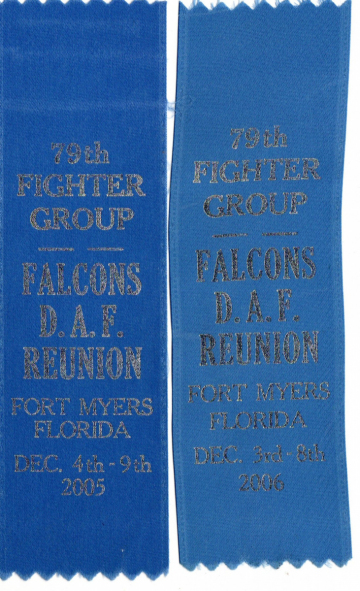 79th
FIGHTER
GROUP
FALCONS
D.A.F.
REUNION
FORT MYERS
FLORIDA
DEC. 4th-9th
2005
79th
FIGHTER
GROUP
FALCONS
D.A.F.
REUNION
FORT MYERS
FLORIDA
DEC. 3rd-8th
2006